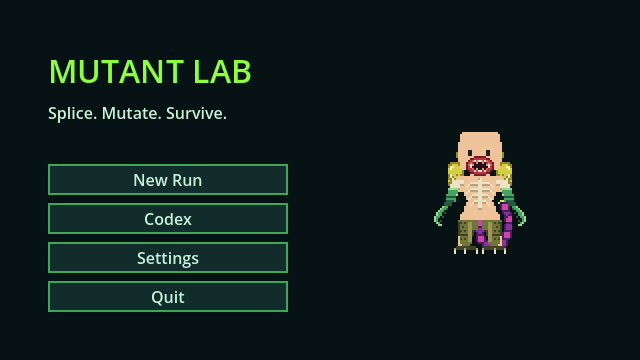 MUTANT LAB
Splice. Mutate. Survive.
New Run
Codex
Settings
Quit